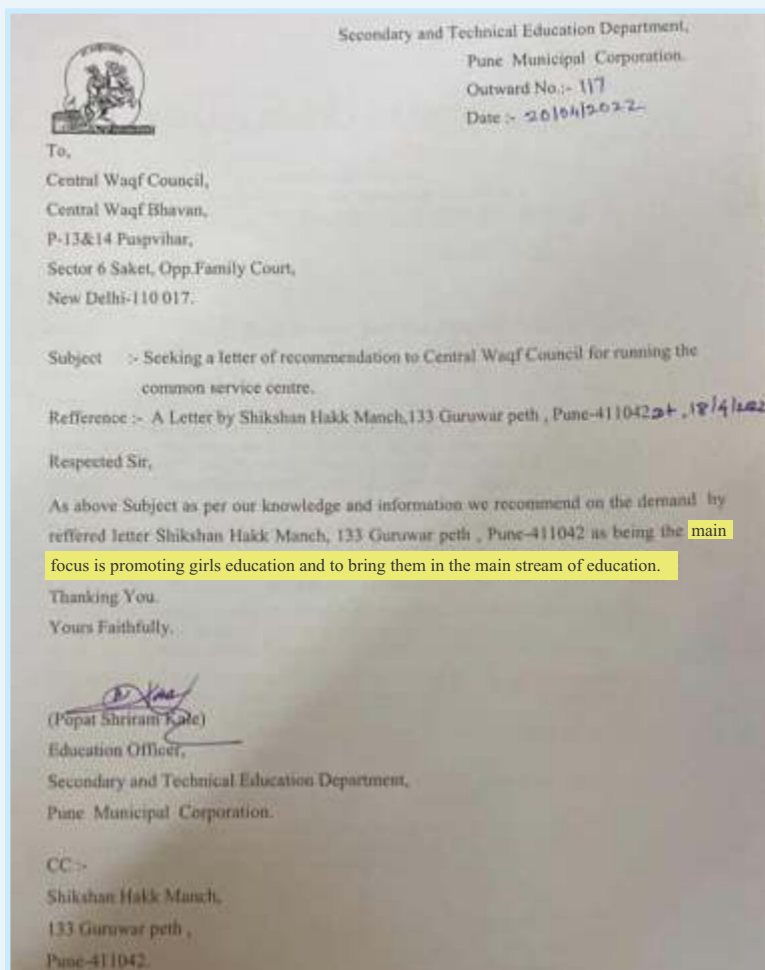 Secondary and Technical Education Department,
Pune Municipal Corporation.
Outward No.:- 117
Date :- 20/04/2022
To,
Central Waqf Council,
Central Waqf Bhavan,
P-13&14 Puspvihar,
Sector 6 Saket, Opp.Family Court,
New Delhi-110 017.
Subject :- Seeking a letter of recommendation to Central Waqf Council for running the
common service centre.
Refference :- A Letter by Shikshan Hakk Manch,133 Guruwar peth , Pune-411042 , 18/4/202
Respected Sir,
As above Subject as per our knowledge and information we recommend on the demand by
reffered letter Shikshan Hakk Manch, 133 Guruwar peth , Pune-411042 as being the main
focus is promoting girls education and to bring them in the main stream of education.
Thanking You.
Yours Faithfully.
(Popat Shriram Kale)
Education Officer,
Secondary and Technical Education Department,
Pune Municipal Corporation.
CC :-
Shikshan Hakk Manch,
133 Guruwar peth ,
Pune-411042.